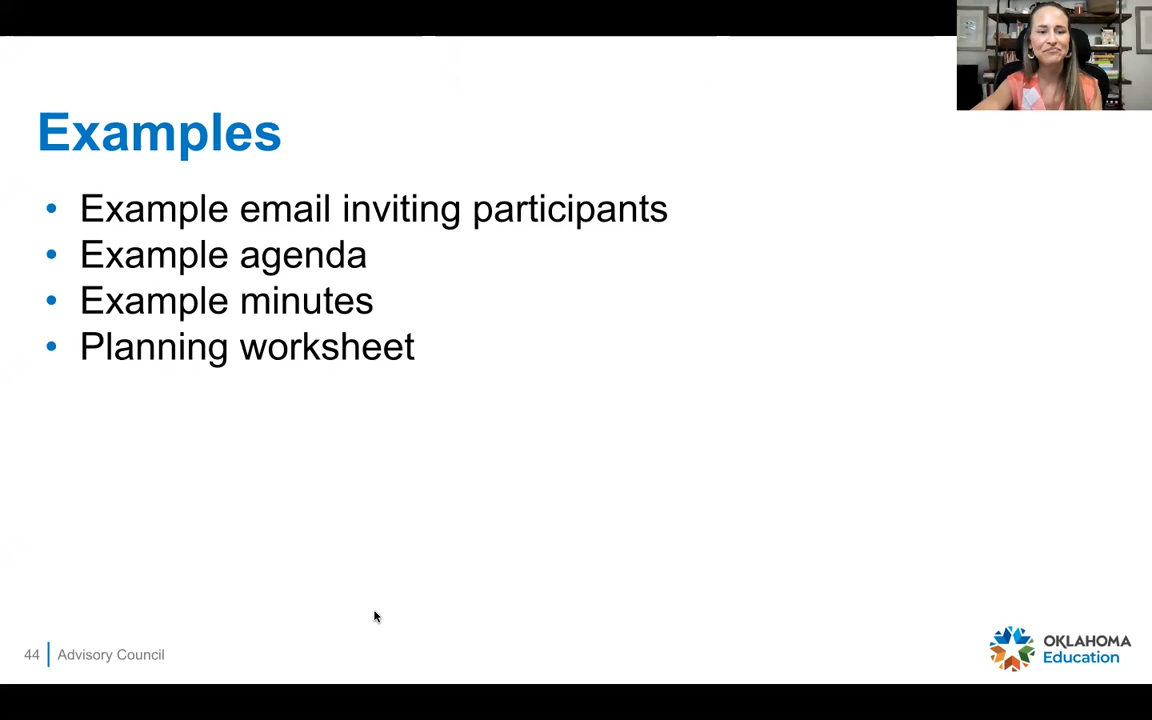 Examples
• Example email inviting participants
• Example agenda
• Example minutes
• Planning worksheet
44 Advisory Council
OKLAHOMA
Education